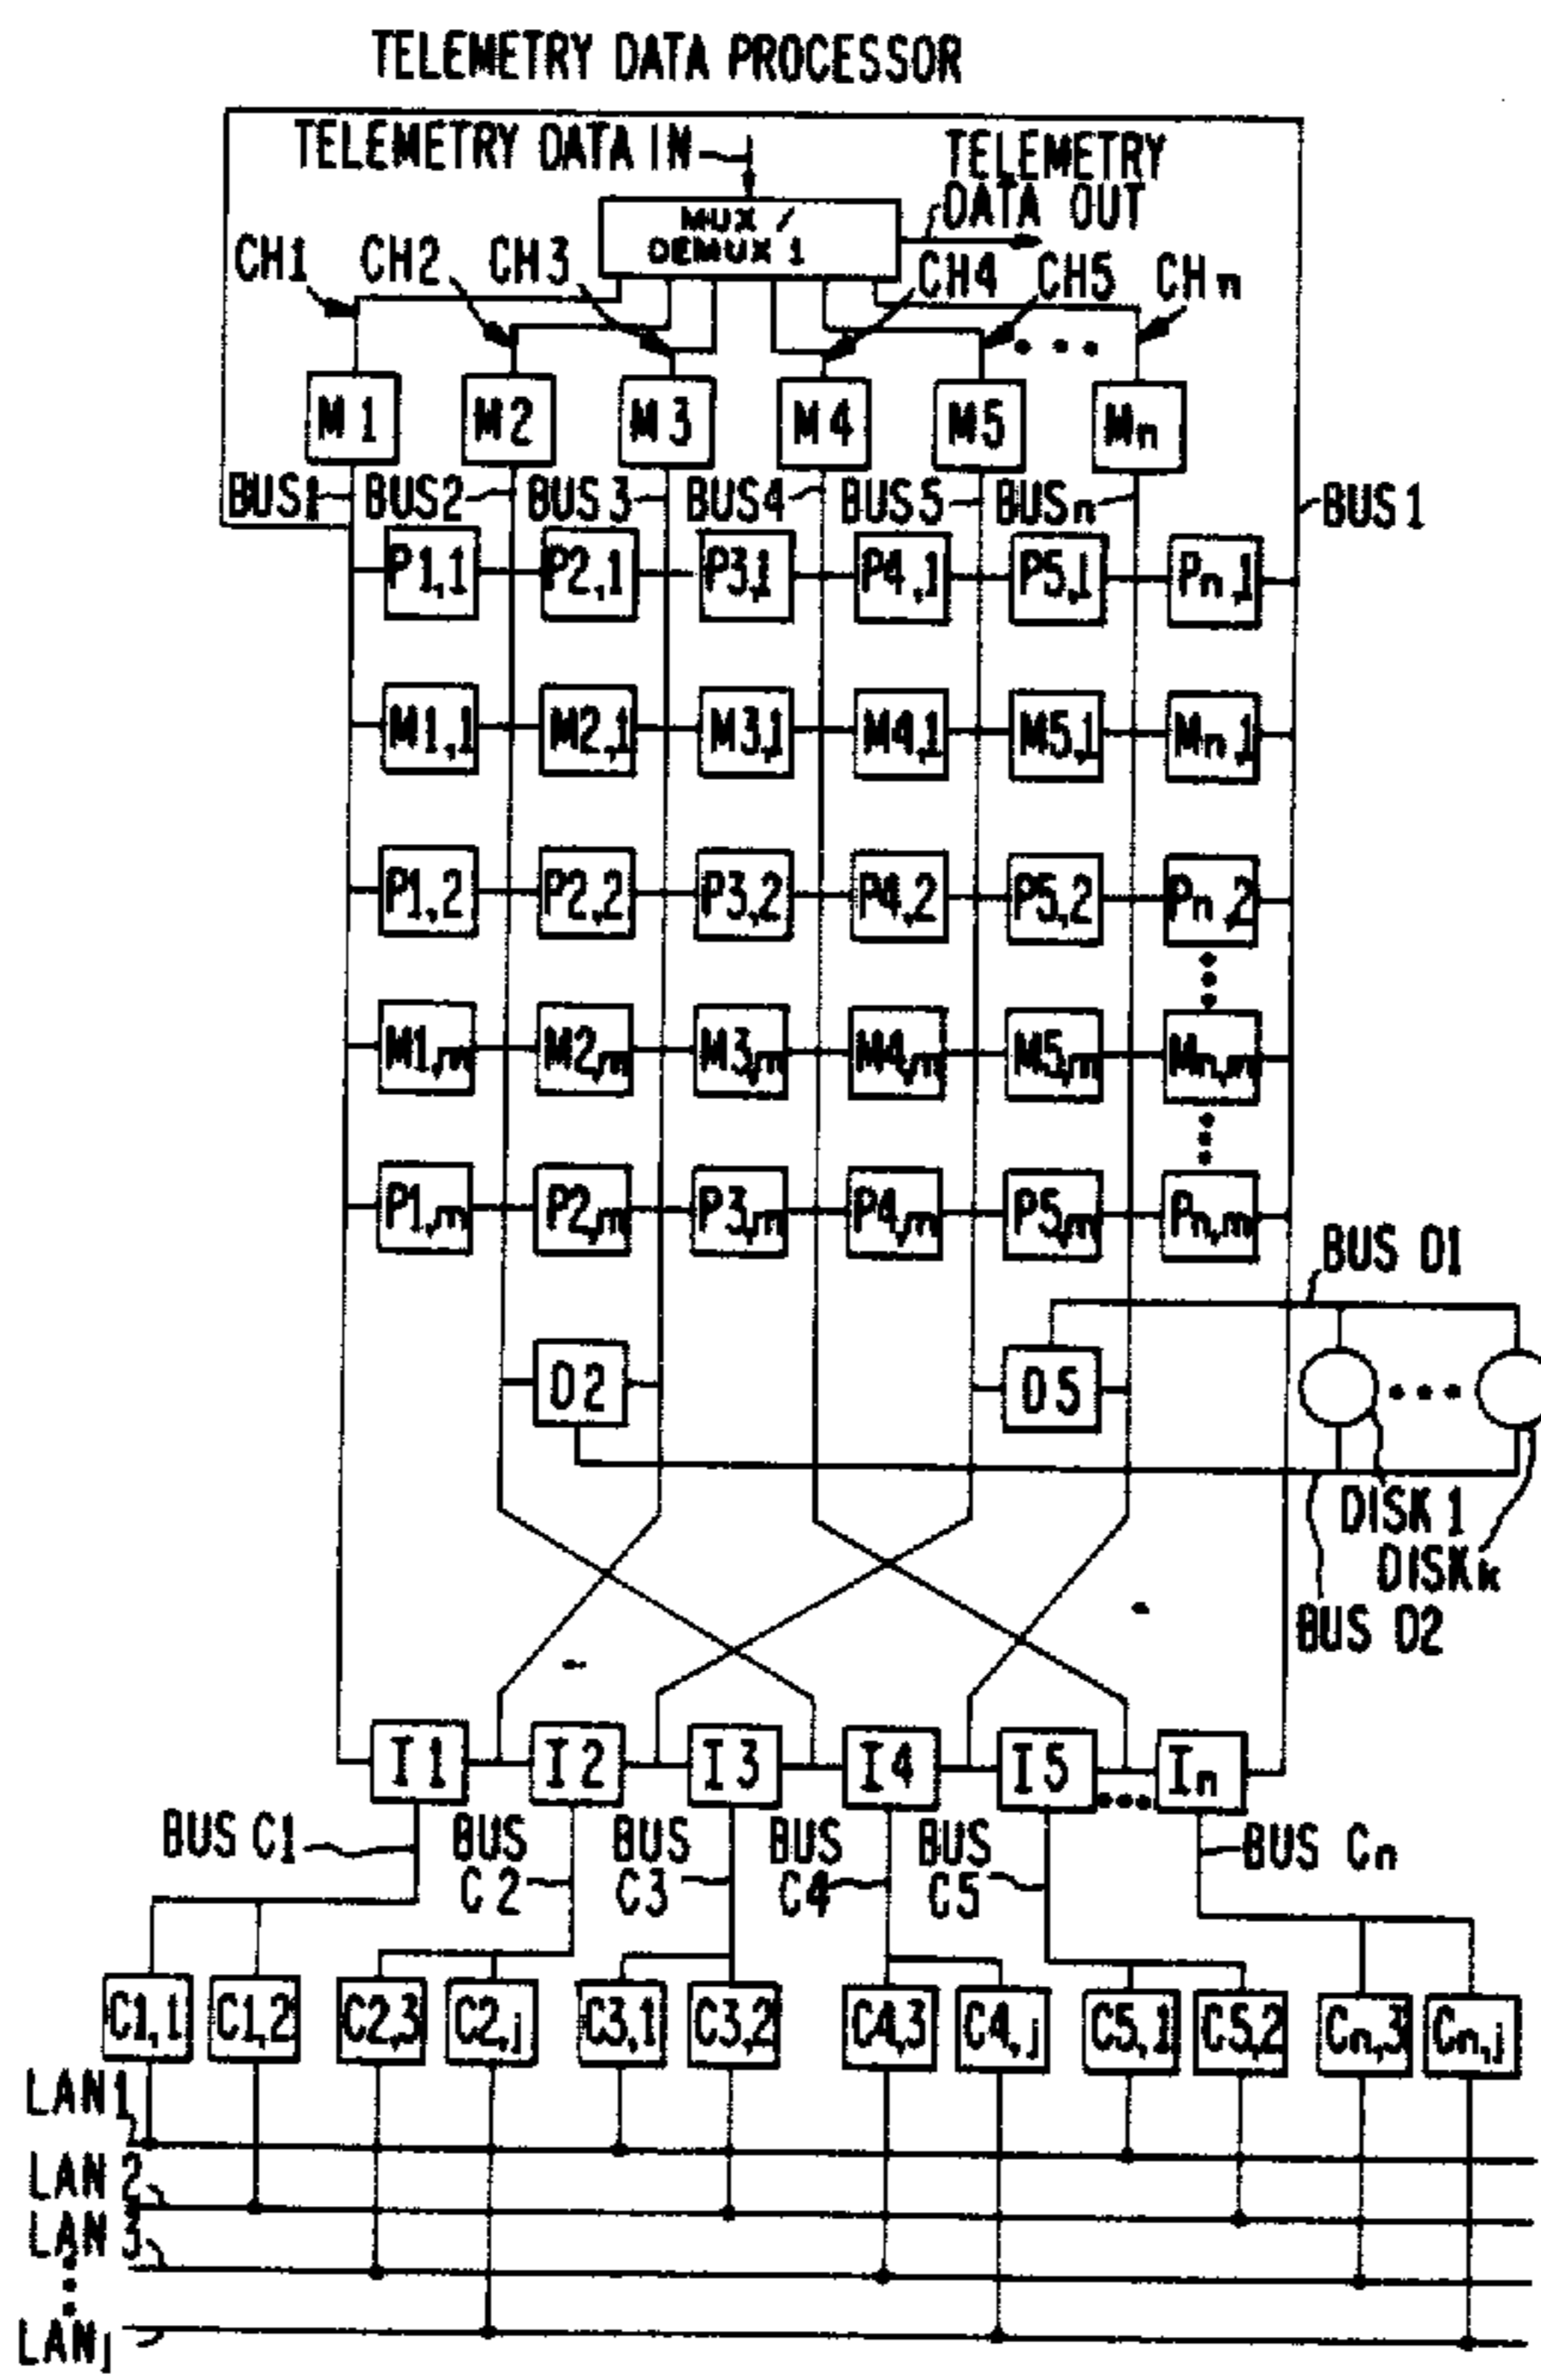 TELEMETRY DATA PROCESSOR
TELEMETRY DATA IN
TELEMETRY
DATA OUT
MUX /
DEMUX 1
CH1 CH2 CH3 CH4 CH5 CHn
M1 M2 M3 M4 M5 Mn
BUS1 BUS2 BUS3 BUS4 BUS5 BUSn BUS1
P1,1 P2,1 P3,1 P4,1 P5,1 Pn,1
M1,1 M2,1 M3,1 M4,1 M5,1 Mn,1
P1,2 P2,2 P3,2 P4,2 P5,2 Pn,2
M1,m M2,m M3,m M4,m M5,m Mn,m
P1,m P2,m P3,m P4,m P5,m Pn,m
BUS D1
D2 D5
DISK 1
DISKk
BUS D2
I1 I2 I3 I4 I5 In
BUS C1
BUS
C2
BUS
C3
BUS
C4
BUS
C5
BUS Cn
C1,1 C1,2 C2,3 C2,j C3,1 C3,2 C4,3 C4,j C5,1 C5,2 Cn,3 Cn,j
LAN1
LAN2
LAN3
LANj